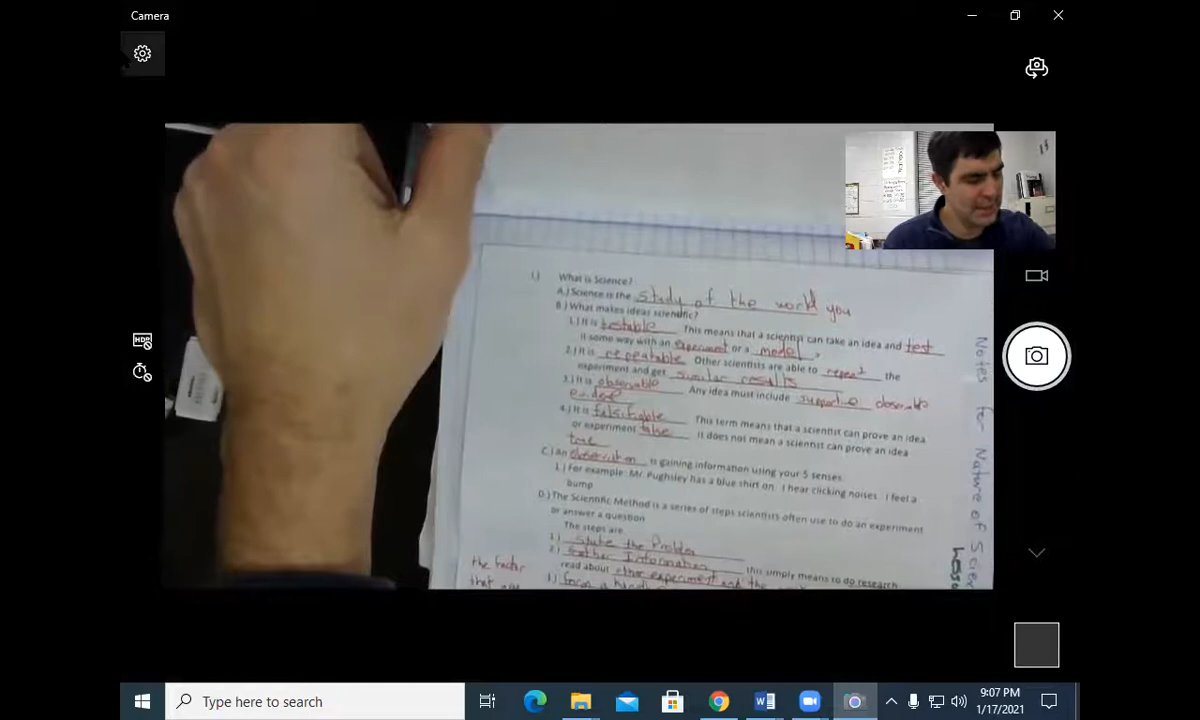 Camera
1.) What is Science?
A.) Science is the study of the world you
B.) What makes ideas scientific?
1.) It is testable. This means that a scientist can take an idea and test
it some way with an experiment or a model.
2.) It is repeatable Other scientists are able to repeat the
experiment and get similar results
3.) It is observable Any idea must include supportive observable
4.) It is falsifiable This term means that a scientist can prove an idea
or experiment false It does not mean a scientist can prove an idea
true
C.) An observation is gaining information using your 5 senses.
1.) For example: Mr. Pughsley has a blue shirt on. I hear clicking noises. I feel a
bump
D.) The Scientific Method is a series of steps scientists often use to do an experiment
or answer a question
The steps are
1.) State the Problem
2.) Gather Information this simply means to do research
read about other experiment and the
the factor
that
3.) form a
Notes for Nature of
Type here to search
9:07 PM
1/17/2021